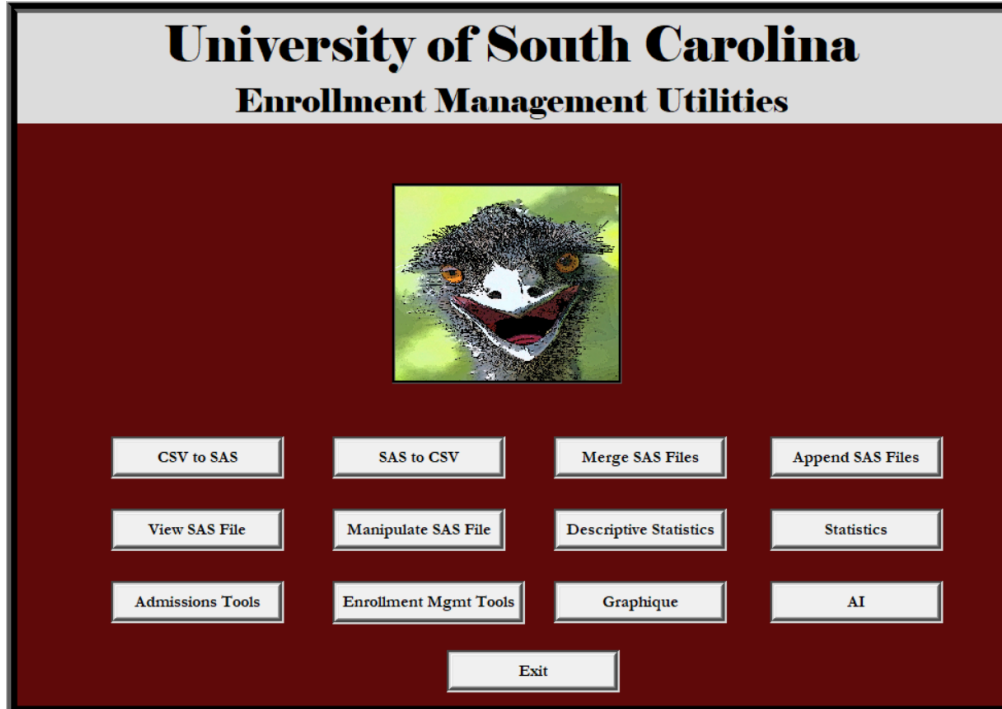 University of South Carolina
Enrollment Management Utilities
CSV to SAS
SAS to CSV
Merge SAS Files
Append SAS Files
View SAS File
Manipulate SAS File
Descriptive Statistics
Statistics
Admissions Tools
Enrollment Mgmt Tools
Graphique
AI
Exit